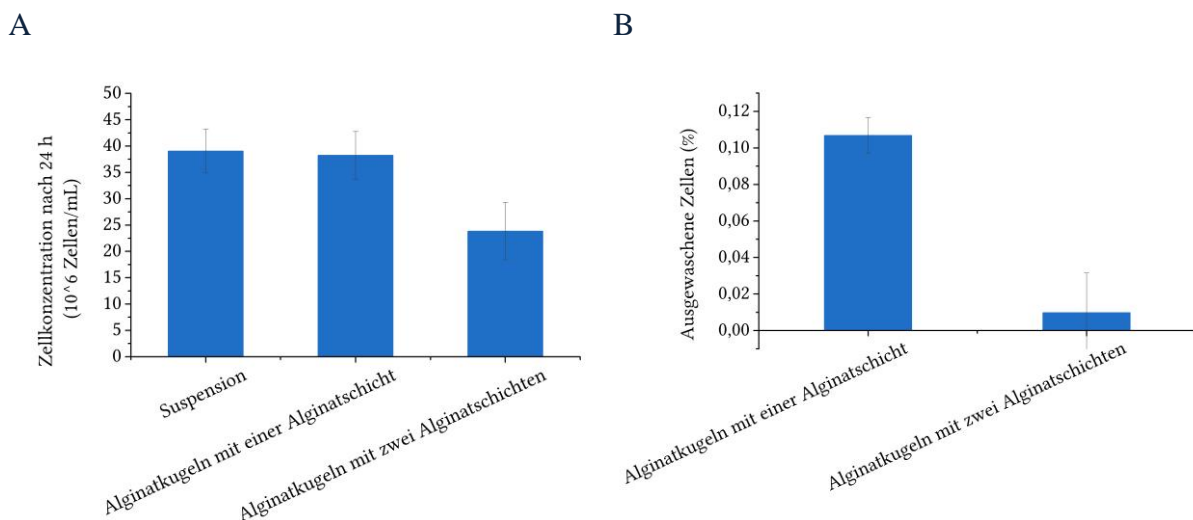 A
Zellkonzentration nach 24 h
(10^6 Zellen/mL)
50
45
40
35
30
25
20
15
10
5
0
Suspension
Alginatkugeln mit einer Alginatschicht
Alginatkugeln mit zwei Alginatschichten
B
Ausgewaschene Zellen (%)
0,12
0,10
0,08
0,06
0,04
0,02
0,00
Alginatkugeln mit einer Alginatschicht
Alginatkugeln mit zwei Alginatschichten